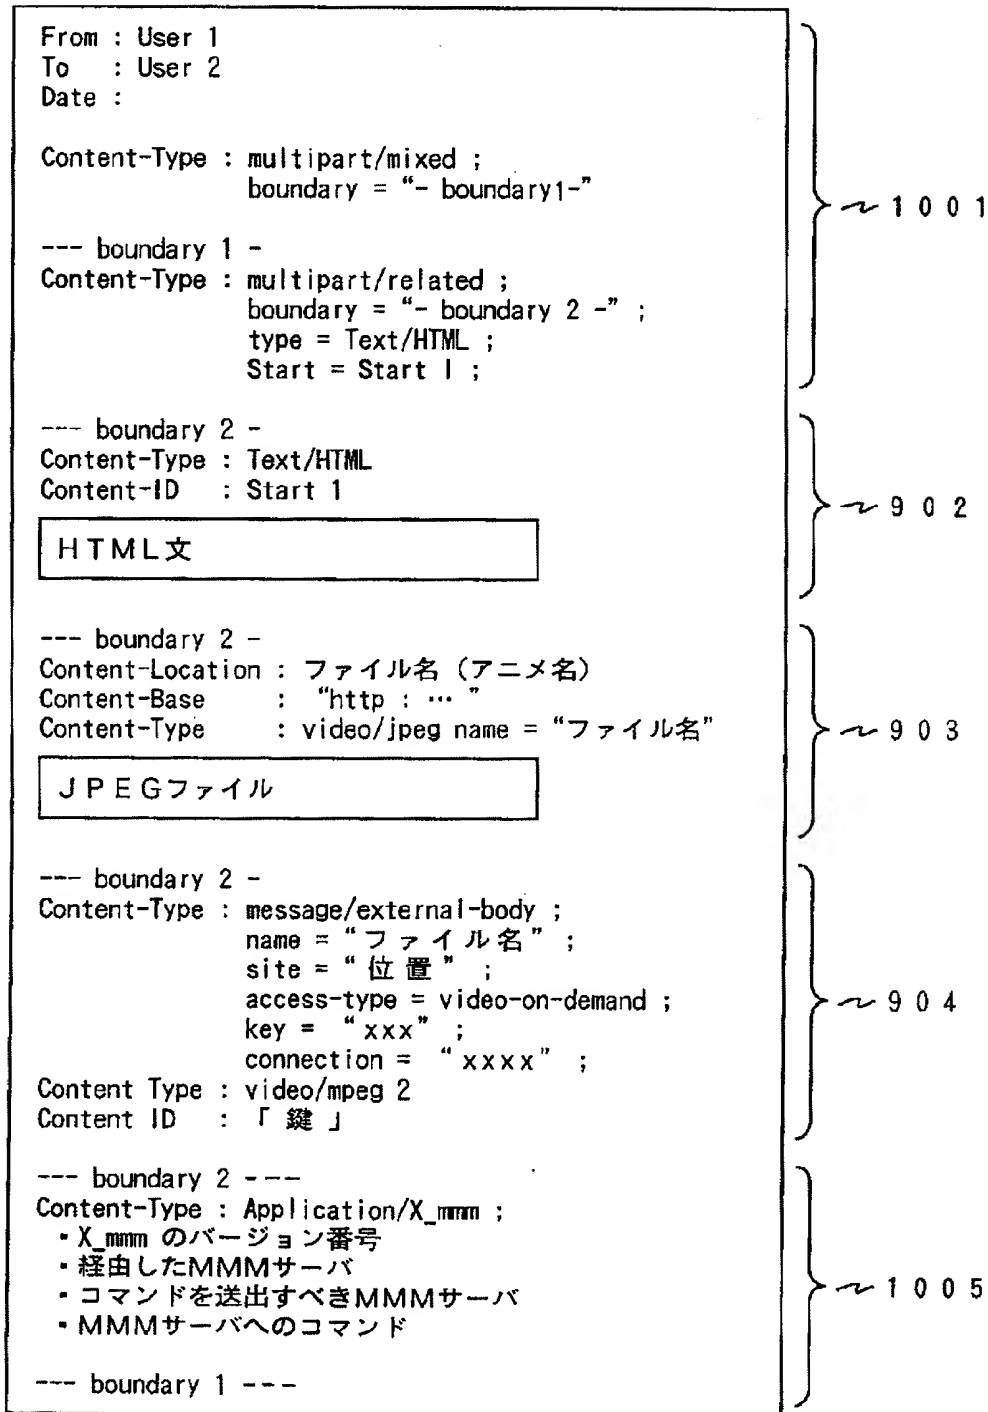 From : User 1
To : User 2
Date :
Content-Type : multipart/mixed ;
boundary = “- boundary1-”
--- boundary 1 -
Content-Type : multipart/related ;
boundary = “- boundary 2 -” ;
type = Text/HTML ;
Start = Start I ;
1001
--- boundary 2 -
Content-Type : Text/HTML
Content-ID : Start 1
HTML文
902
--- boundary 2 -
Content-Location : ファイル名 (アニメ名)
Content-Base : “http : … ”
Content-Type : video/jpeg name = “ファイル名”
JPEGファイル
903
--- boundary 2 -
Content-Type : message/external-body ;
name = “ファイル名” ;
site = “位置” ;
access-type = video-on-demand ;
key = “xxx” ;
connection = “xxxx” ;
Content Type : video/mpeg 2
Content ID : 「鍵」
904
--- boundary 2 ---
Content-Type : Application/X_mmm ;
・X_mmm のバージョン番号
・経由したMMMサーバ
・コマンドを送出すべきMMMサーバ
・MMMサーバへのコマンド
--- boundary 1 ---
1005